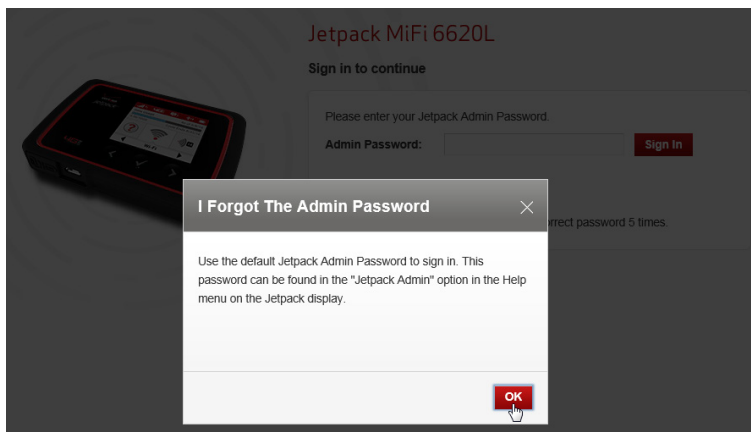 Jetpack MiFi 6620L
Sign in to continue
Please enter your Jetpack Admin Password.
Admin Password:
Sign In
I Forgot The Admin Password
password 5 times.
Use the default Jetpack Admin Password to sign in. This
password can be found in the "Jetpack Admin" option in the Help
menu on the Jetpack display.
OK